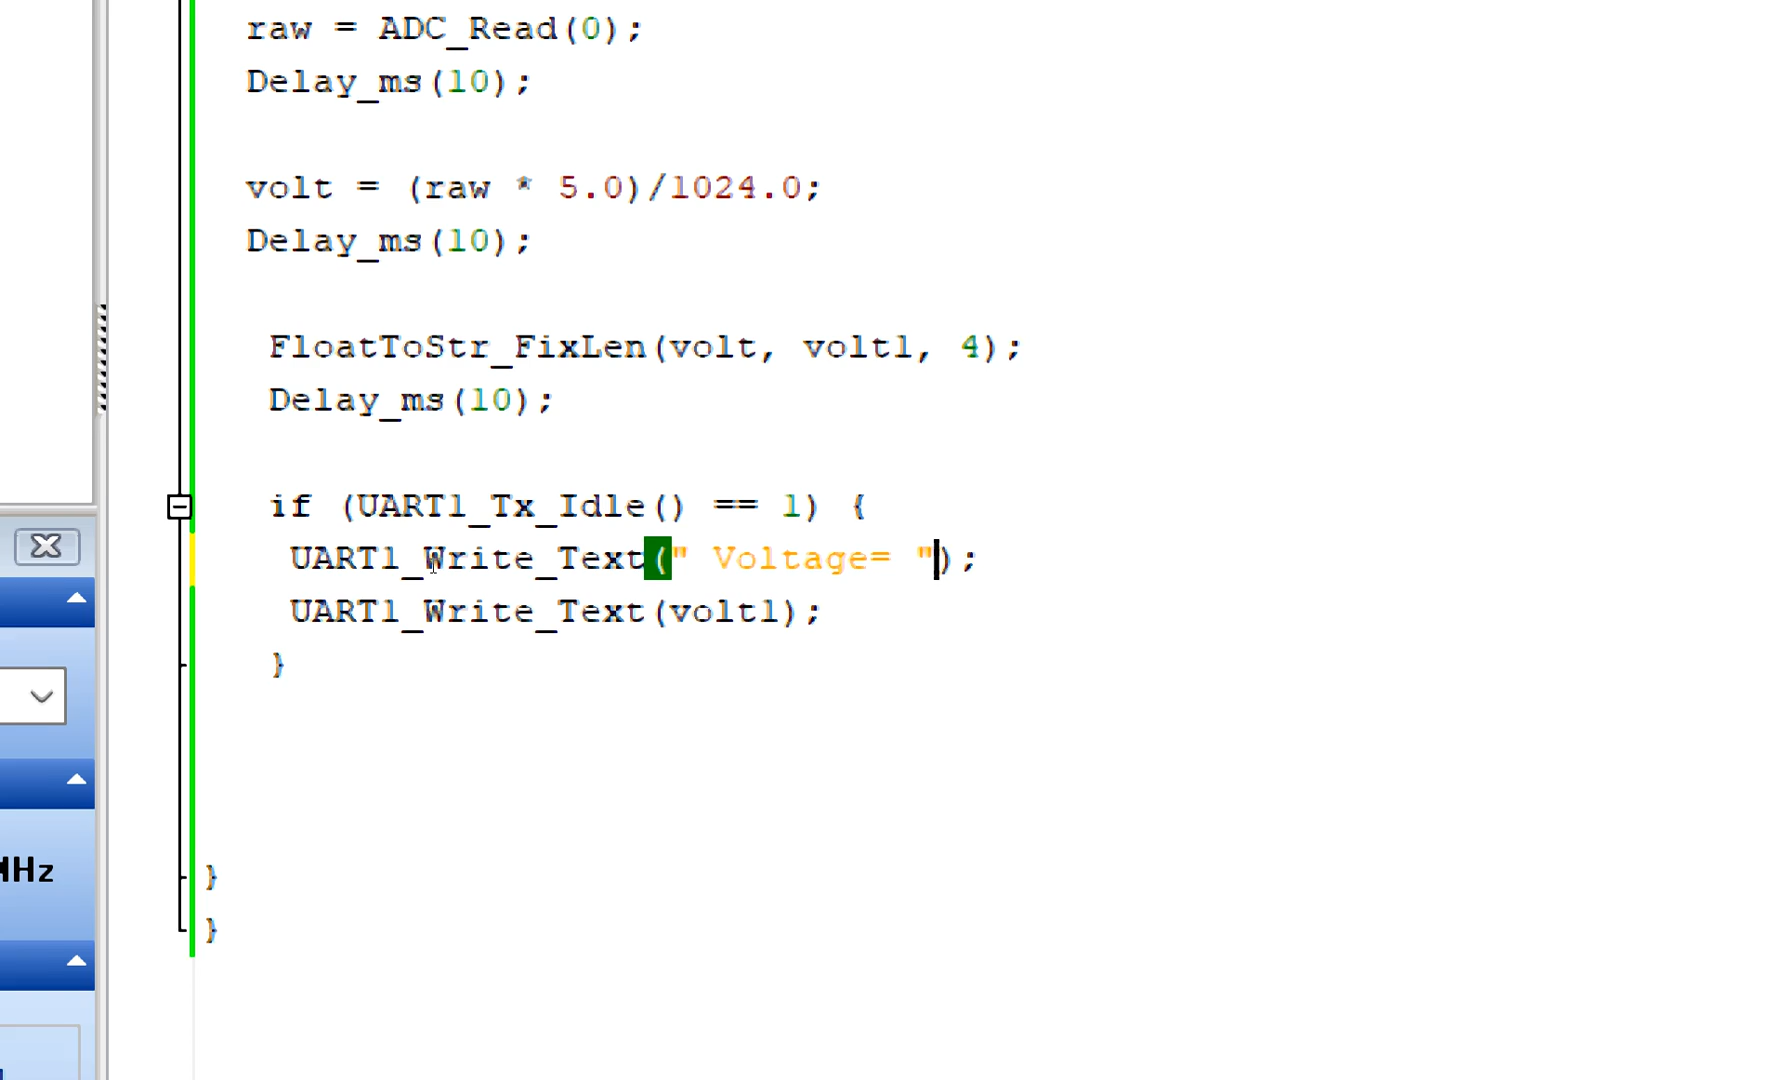 raw = ADC_Read(0);
Delay_ms(10);
volt = (raw * 5.0)/1024.0;
Delay_ms(10);
FloatToStr_FixLen(volt, volt1, 4);
Delay_ms(10);
if (UART1_Tx_Idle() == 1) {
UART1_Write_Text(" Voltage= ");
UART1_Write_Text(volt1);
}
MHz
}
}